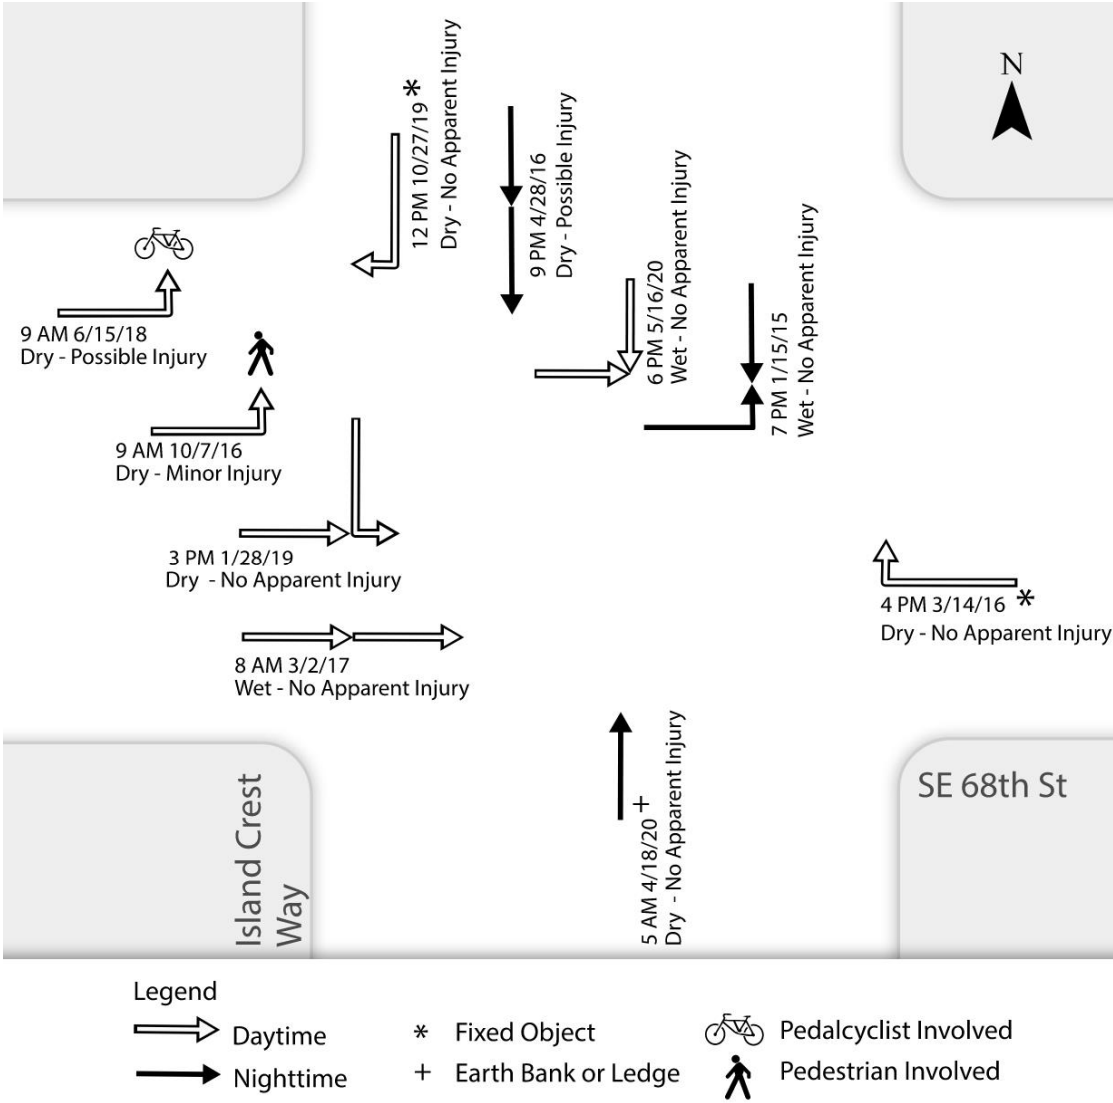 N
12 PM 10/27/19 *
Dry - No Apparent Injury
9 PM 4/28/16
Dry - Possible Injury
6 PM 5/16/20
Wet - No Apparent Injury
7 PM 1/15/15
Wet - No Apparent Injury
9 AM 6/15/18
Dry - Possible Injury
9 AM 10/7/16
Dry - Minor Injury
3 PM 1/28/19
Dry - No Apparent Injury
8 AM 3/2/17
Wet - No Apparent Injury
4 PM 3/14/16 *
Dry - No Apparent Injury
5 AM 4/18/20 +
Dry - No Apparent Injury
Island Crest
Way
SE 68th St
Legend
Daytime
Nighttime
* Fixed Object
+ Earth Bank or Ledge
Pedalcyclist Involved
Pedestrian Involved